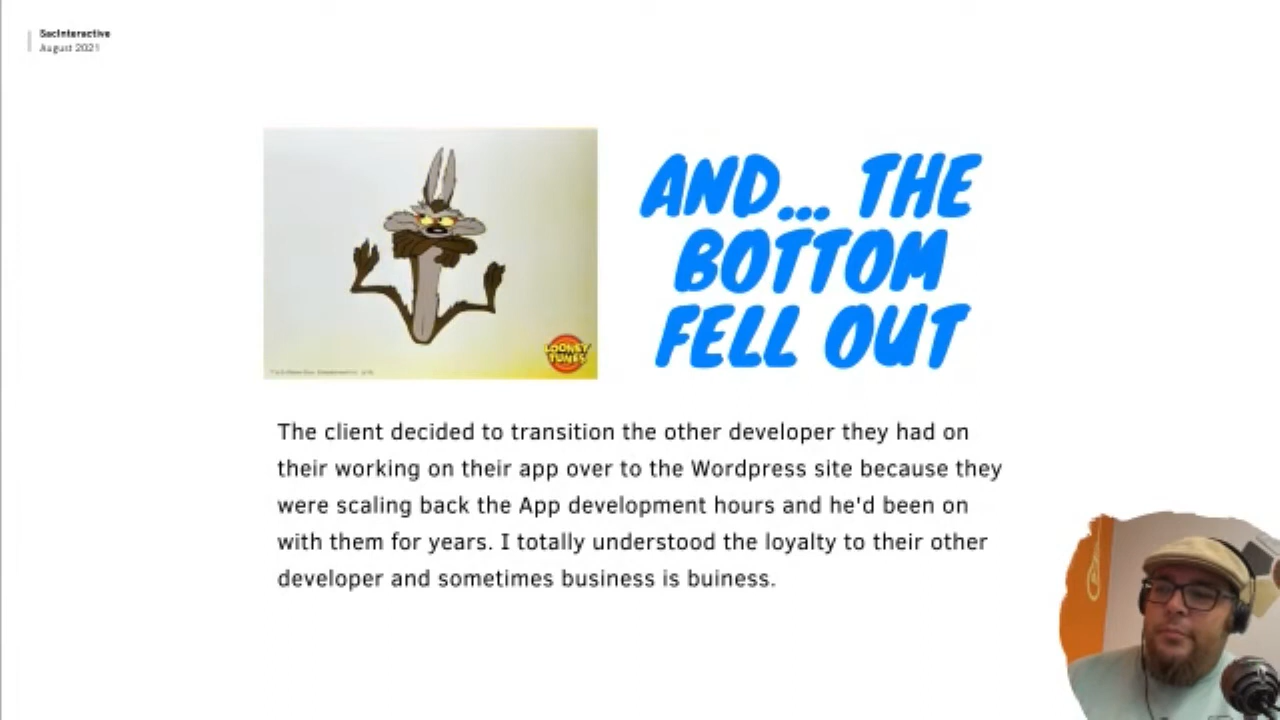 SacInteractive
August 2021
AND... THE
BOTTOM
FELL OUT
LOONEY
TUNES
The client decided to transition the other developer they had on
their working on their app over to the Wordpress site because they
were scaling back the App development hours and he'd been on
with them for years. I totally understood the loyalty to their other
developer and sometimes business is buiness.